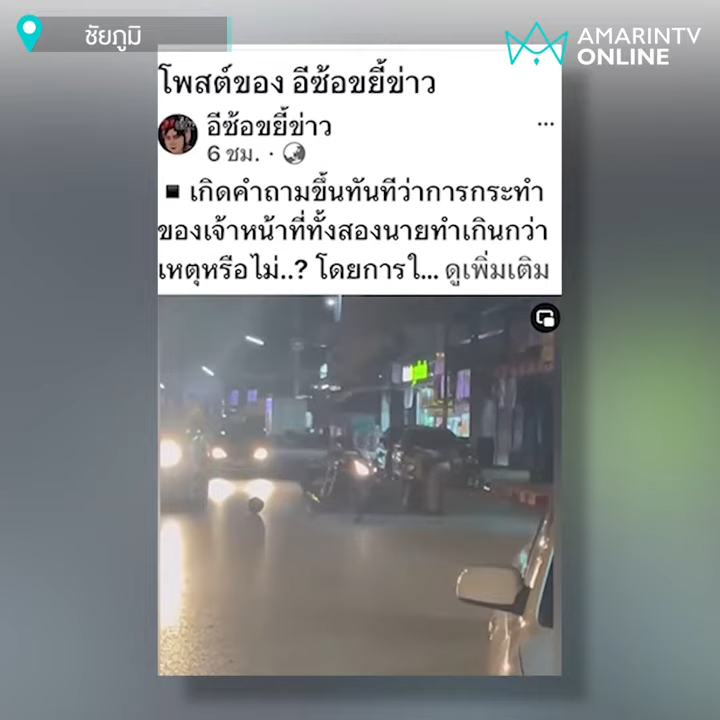 ชัยภูมิ
AMARINTV
ONLINE
โพสต์ของ อีซ้อขยี้ข่าว
อีซ้อขยี้ข่าว
6 ชม. ·
...
▪ เกิดคำถามขึ้นทันทีว่าการกระทำ
ของเจ้าหน้าที่ทั้งสองนายทำเกินกว่า
เหตุหรือไม่..? โดยการใ... ดูเพิ่มเติม